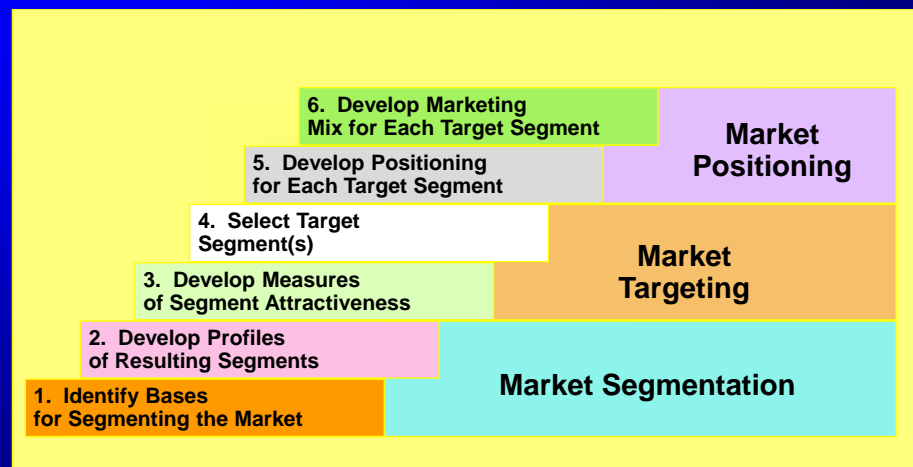 6. Develop Marketing
Mix for Each Target Segment
Market
Positioning
5. Develop Positioning
for Each Target Segment
4. Select Target
Segment(s)
Market
Targeting
3. Develop Measures
of Segment Attractiveness
2. Develop Profiles
of Resulting Segments
Market Segmentation
1. Identify Bases
for Segmenting the Market